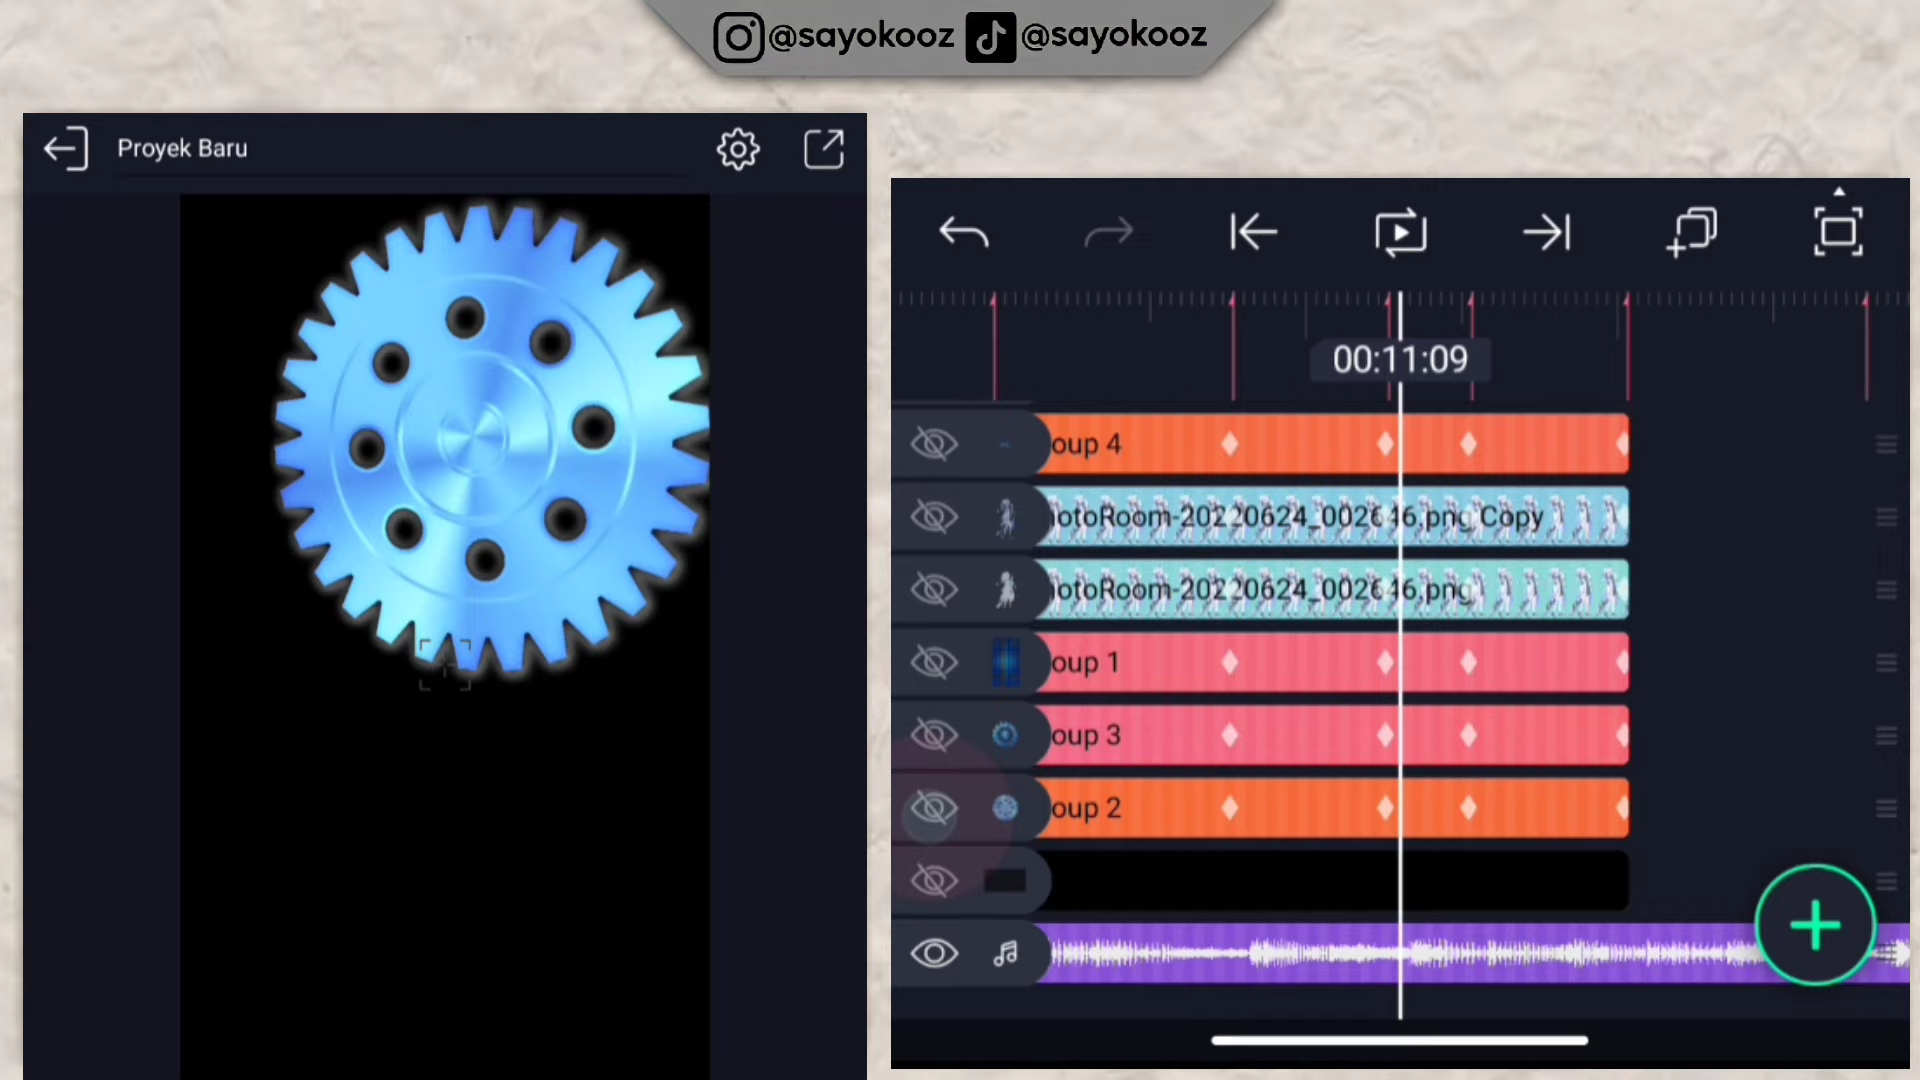 @sayokooz @sayokooz
Proyek Baru
00:11:09
oup 4
otoRoom-20220624_002646.png Copy
otoRoom-20220624_002646.png
oup 1
oup 3
oup 2